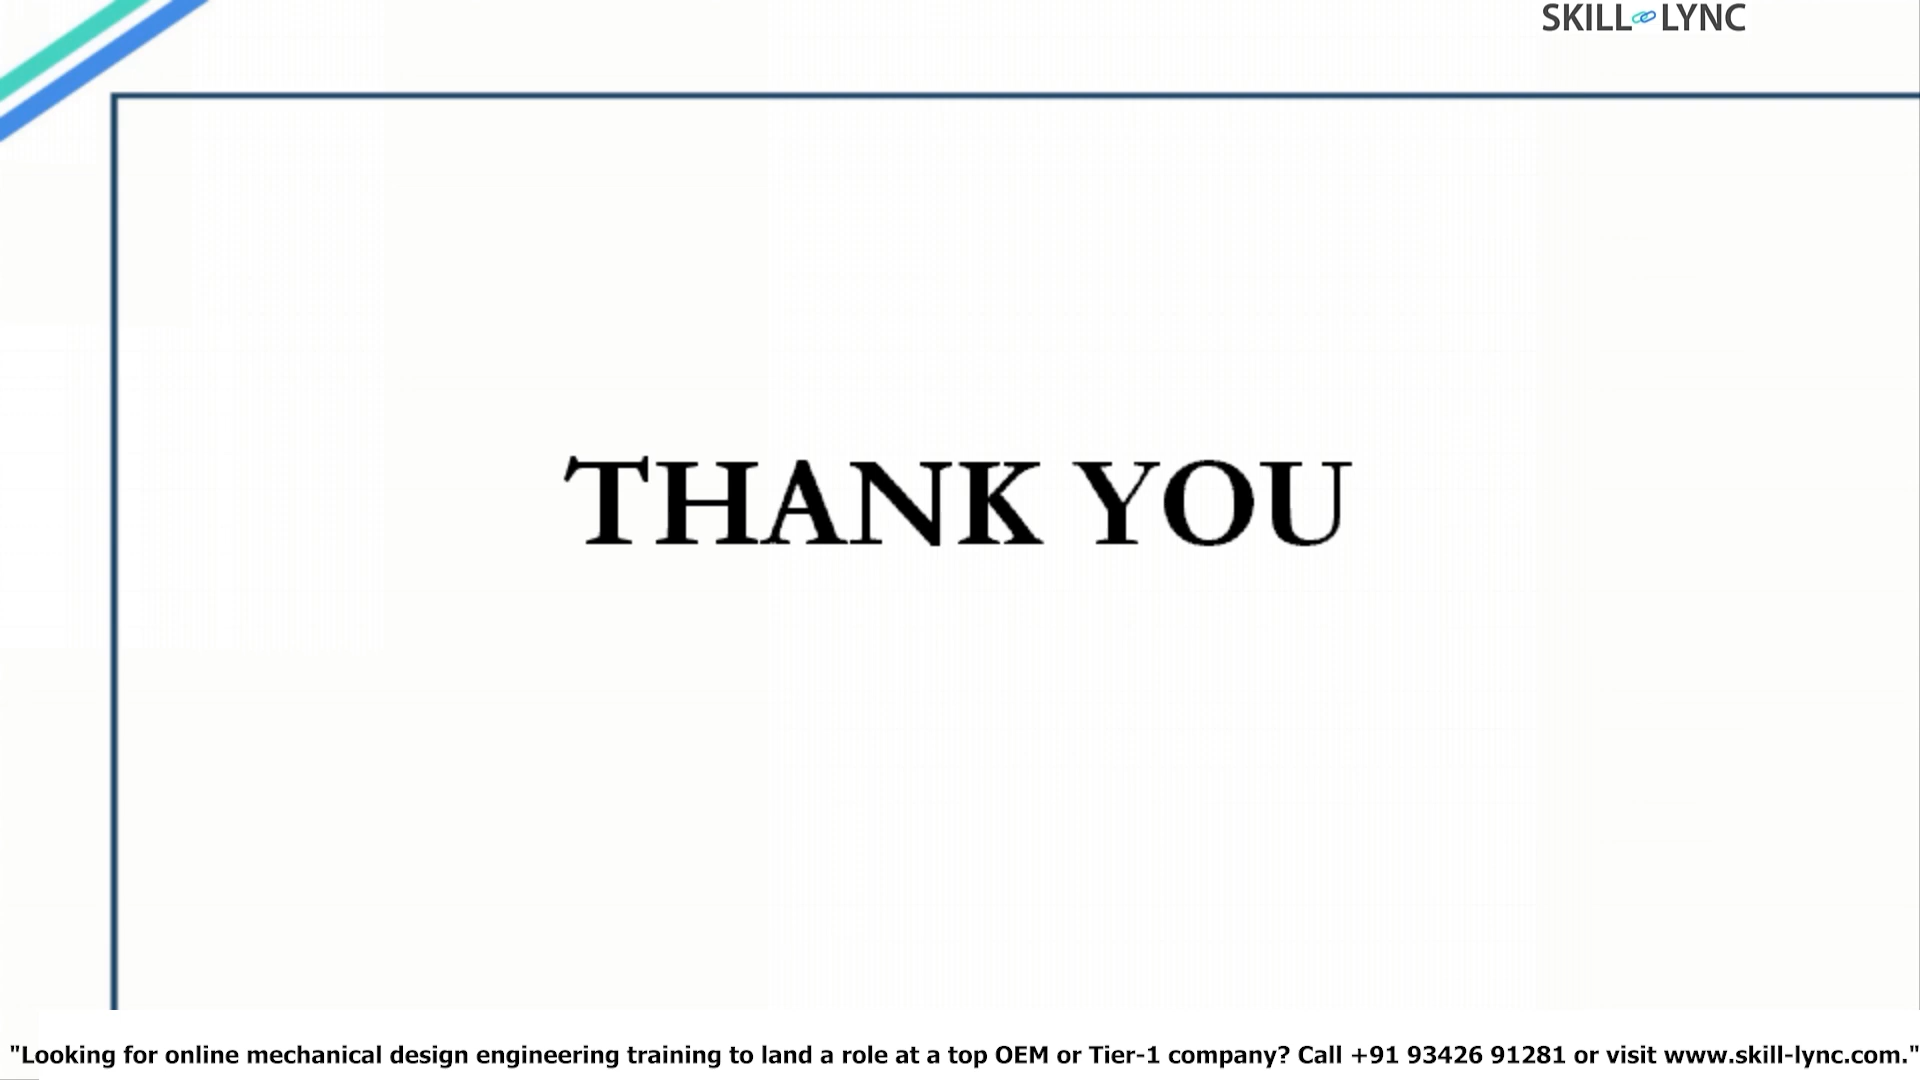 SKILL LYNC
THANK YOU
"Looking for online mechanical design engineering training to land a role at a top OEM or Tier-1 company? Call +91 93426 91281 or visit www.skill-lync.com."